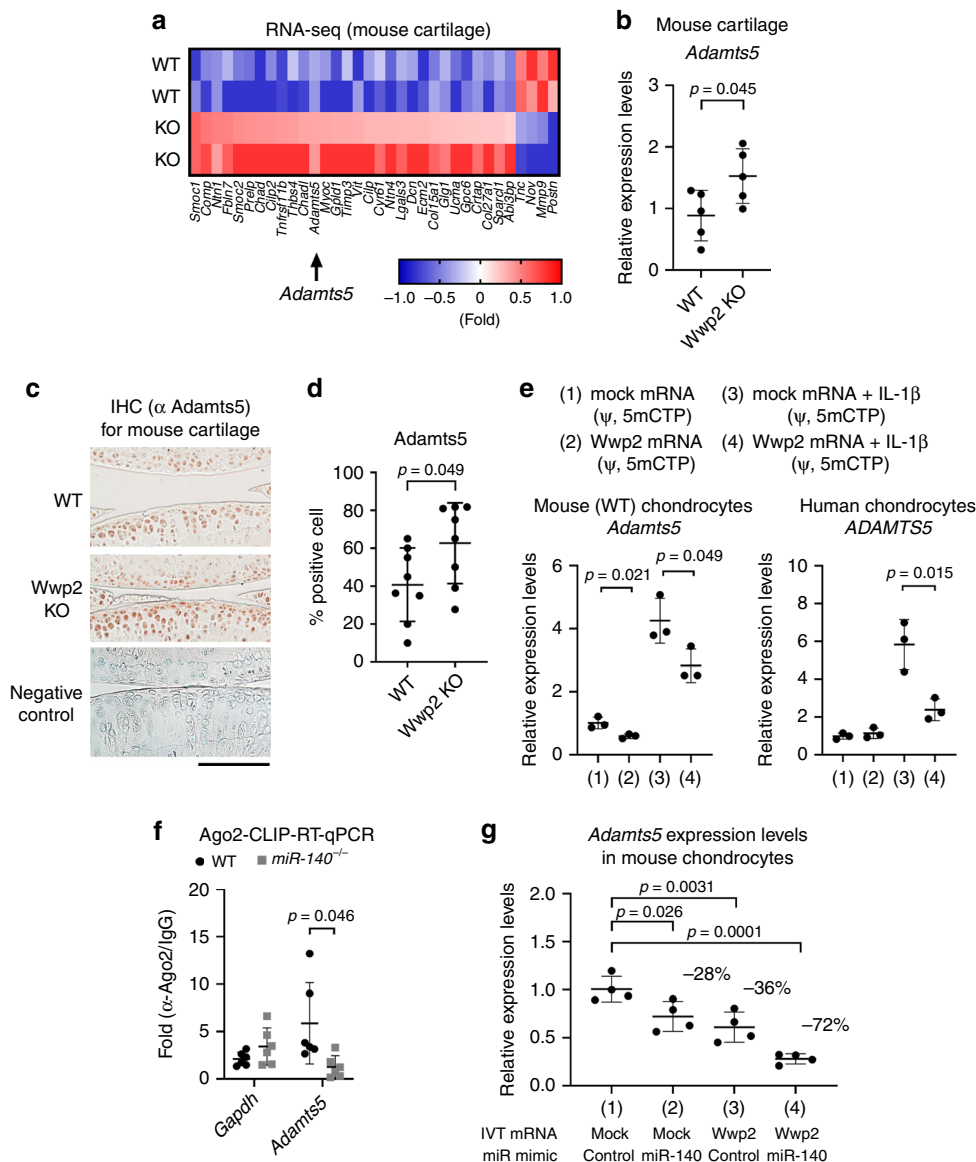 a
RNA-seq (mouse cartilage)
WT
WT
KO
KO
Smoc1 Comp Ntn1 Fbln7 Smoc2 Prelp Chad Clip2 Tnfrsf11b Thbs4 Chadl Adamts5 Myoc Gpld1 Timp3 Vit Cilp Cyr61 Ntn4 Lgals3 Dcn Ecm2 Col15a1 Glg1 Ucma Gpc6 Crtap Col27a1 Sparcl1 Abi3bp Tnc Nov Mmp9 Postn
Adamts5
−1.0 −0.5 0 0.5 1.0
(Fold)
b
Mouse cartilage
Adamts5
p = 0.045
Relative expression levels
3
2
1
0
WT
Wwp2 KO
c
IHC (α Adamts5)
for mouse cartilage
WT
Wwp2
KO
Negative
control
d
Adamts5
p = 0.049
% positive cell
100
80
60
40
20
0
WT
Wwp2 KO
e
(1) mock mRNA
(ψ, 5mCTP)
(2) Wwp2 mRNA
(ψ, 5mCTP)
(3) mock mRNA + IL-1β
(ψ, 5mCTP)
(4) Wwp2 mRNA + IL-1β
(ψ, 5mCTP)
Mouse (WT) chondrocytes
Adamts5
Relative expression levels
6
4
2
0
p = 0.021
p = 0.049
(1) (2) (3) (4)
Human chondrocytes
ADAMTS5
Relative expression levels
10
8
6
4
2
0
p = 0.015
(1) (2) (3) (4)
f
Ago2-CLIP-RT-qPCR
WT miR-140−/−
Fold (α-Ago2/IgG)
20
15
10
5
0
p = 0.046
Gapdh
Adamts5
g
Adamts5 expression levels
in mouse chondrocytes
Relative expression levels
2.0
1.5
1.0
0.5
0.0
p = 0.0031
p = 0.026
p = 0.0001
−28%
−36%
−72%
(1) (2) (3) (4)
IVT mRNA Mock Mock Wwp2 Wwp2
miR mimic Control miR-140 Control miR-140